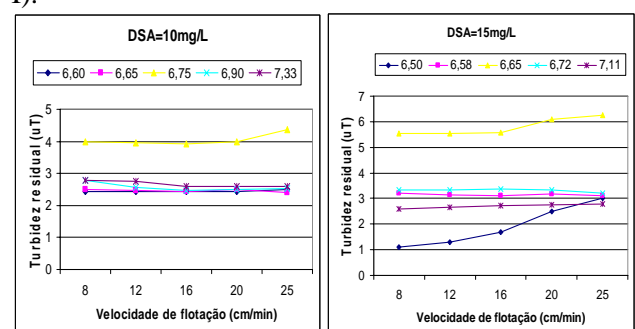 1).
DSA=10mg/L
6,60 6,65 6,75 6,90 7,33
5
4
3
2
1
0
Turbidez residual (uT)
8 12 16 20 25
Velocidade de flotação (cm/min)
DSA=15mg/L
6,50 6,58 6,65 6,72 7,11
7
6
5
4
3
2
1
0
Turbidez residual (uT)
8 12 16 20 25
Velocidade de flotação (cm/min)